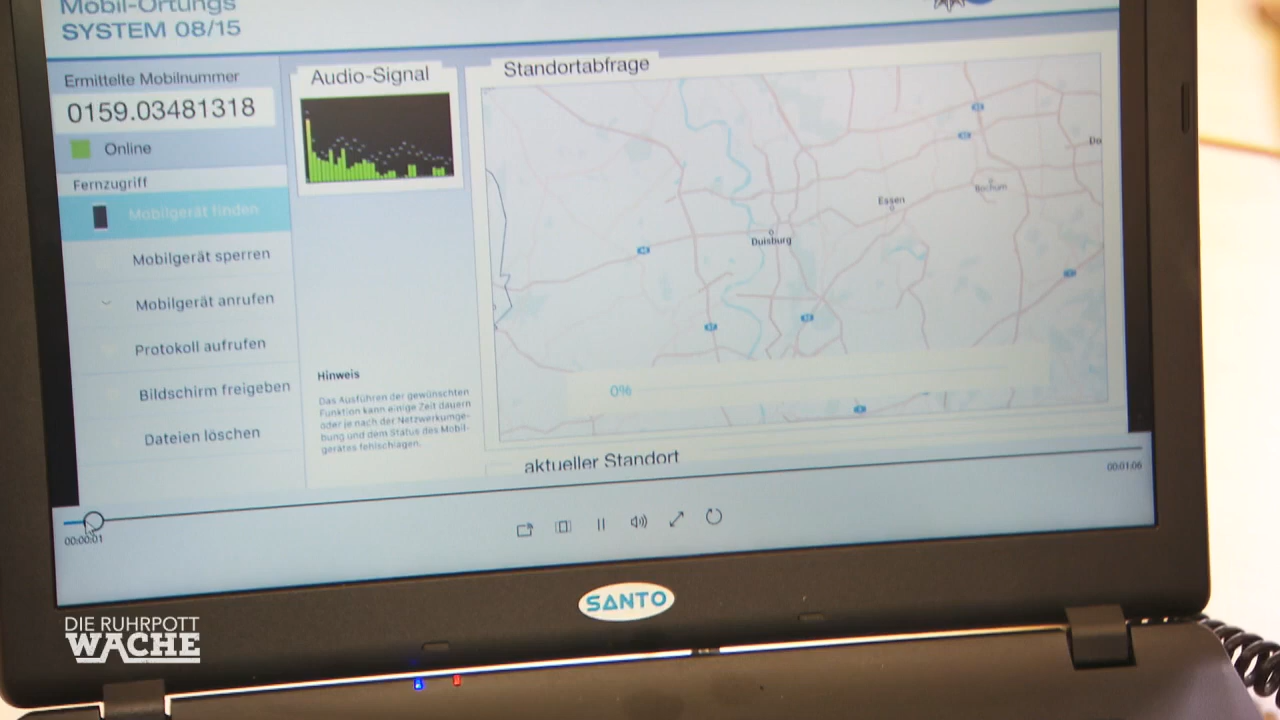 Mobil-Ortungs
SYSTEM 08/15
Ermittelte Mobilnummer
0159.03481318
Online
Fernzugriff
Mobilgerät finden
Mobilgerät sperren
Mobilgerät anrufen
Protokoll aufrufen
Bildschirm freigeben
Dateien löschen
Audio-Signal
Hinweis
Das Ausführen der gewünschten
Funktion kann einige Zeit dauern
oder je nach der Netzwerkumge-
bung und dem Status des Mobil-
gerätes fehlschlagen.
Standortabfrage
Do
Bochum
Essen
Duisburg
0%
aktueller Standort
00:01:06
00:00:01
SANTO
DIE RUHRPOTT
WACHE